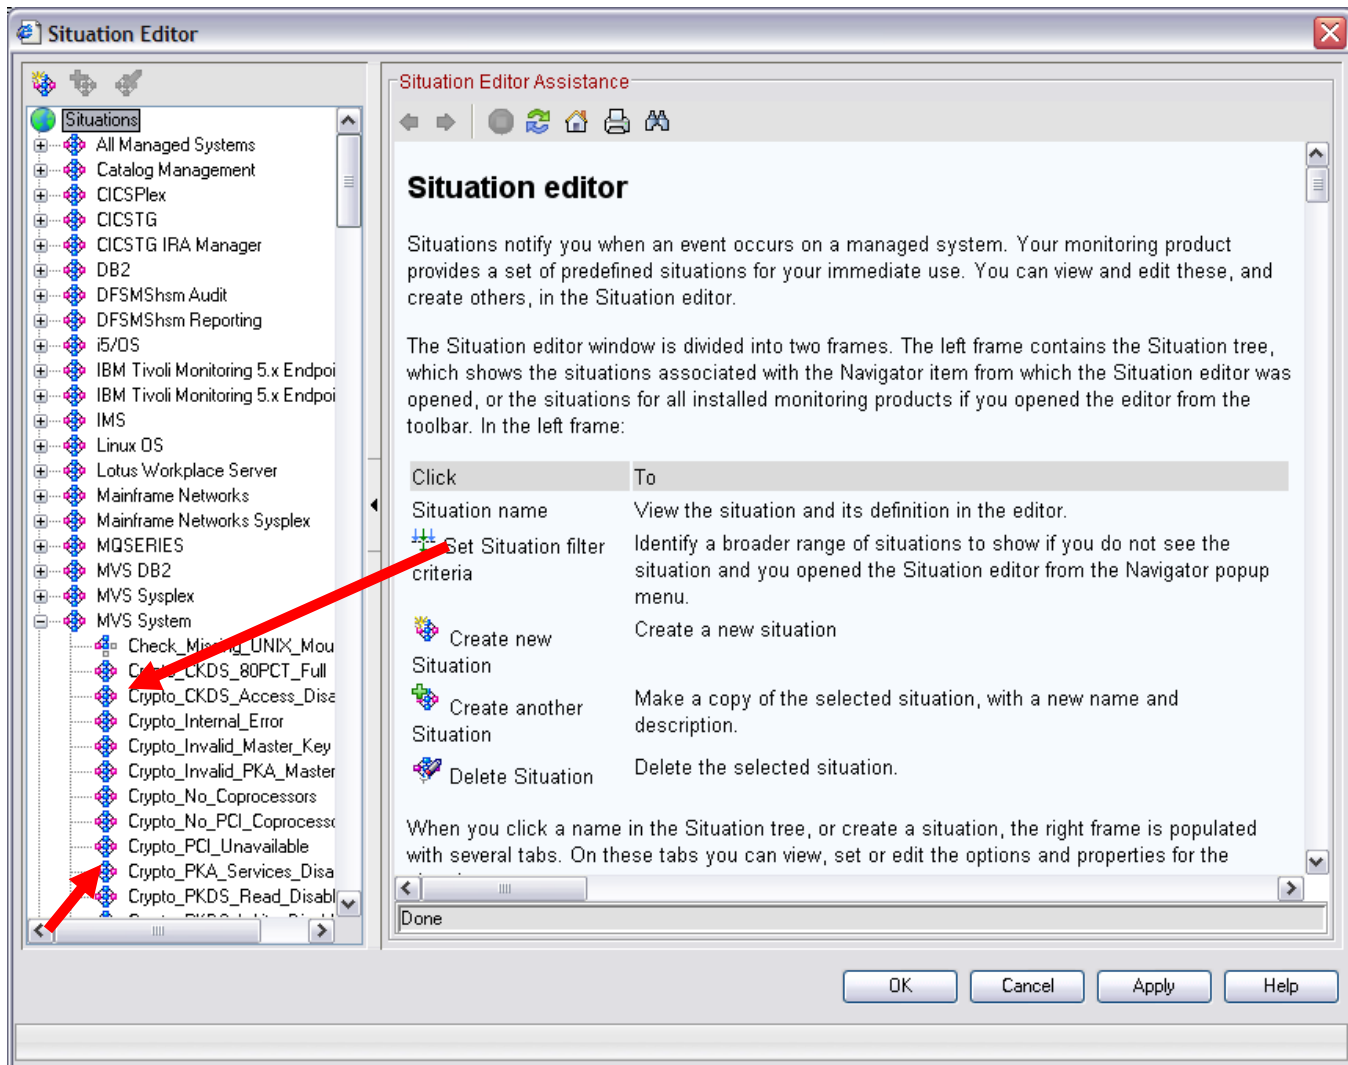 Situation Editor
Situations
All Managed Systems
Catalog Management
CICSPlex
CICSTG
CICSTG IRA Manager
DB2
DFSMShsm Audit
DFSMShsm Reporting
i5/OS
IBM Tivoli Monitoring 5.x Endpoi
IBM Tivoli Monitoring 5.x Endpoi
IMS
Linux OS
Lotus Workplace Server
Mainframe Networks
Mainframe Networks Sysplex
MQSERIES
MVS DB2
MVS Sysplex
MVS System
Check_Missing_UNIX_Mou
Crypto_CKDS_80PCT_Full
Crypto_CKDS_Access_Disa
Crypto_Internal_Error
Crypto_Invalid_Master_Key
Crypto_Invalid_PKA_Master
Crypto_No_Coprocessors
Crypto_No_PCI_Coprocesso
Crypto_PCI_Unavailable
Crypto_PKA_Services_Disa
Crypto_PKDS_Read_Disabl
Situation Editor Assistance
Situation editor
Situations notify you when an event occurs on a managed system. Your monitoring product
provides a set of predefined situations for your immediate use. You can view and edit these, and
create others, in the Situation editor.
The Situation editor window is divided into two frames. The left frame contains the Situation tree,
which shows the situations associated with the Navigator item from which the Situation editor was
opened, or the situations for all installed monitoring products if you opened the editor from the
toolbar. In the left frame:
Click To
Situation name View the situation and its definition in the editor.
Set Situation filter Identify a broader range of situations to show if you do not see the
criteria situation and you opened the Situation editor from the Navigator popup
menu.
Create new Create a new situation
Situation
Create another Make a copy of the selected situation, with a new name and
Situation description.
Delete Situation Delete the selected situation.
When you click a name in the Situation tree, or create a situation, the right frame is populated
with several tabs. On these tabs you can view, set or edit the options and properties for the
Done
OK Cancel Apply Help